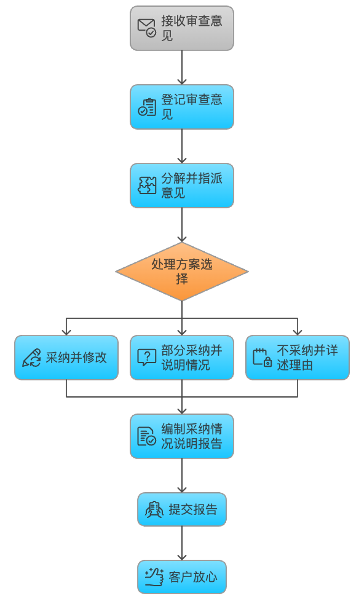 接收审查意
见
登记审查意
见
分解并指派
意见
处理方案选
择
采纳并修改
部分采纳并
说明情况
不采纳并详
述理由
编制采纳情
况说明报告
提交报告
客户放心